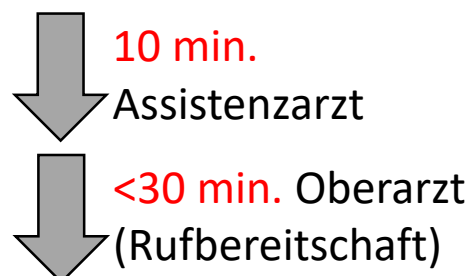 10 min.
Assistenzarzt
<30 min. Oberarzt
(Rufbereitschaft)